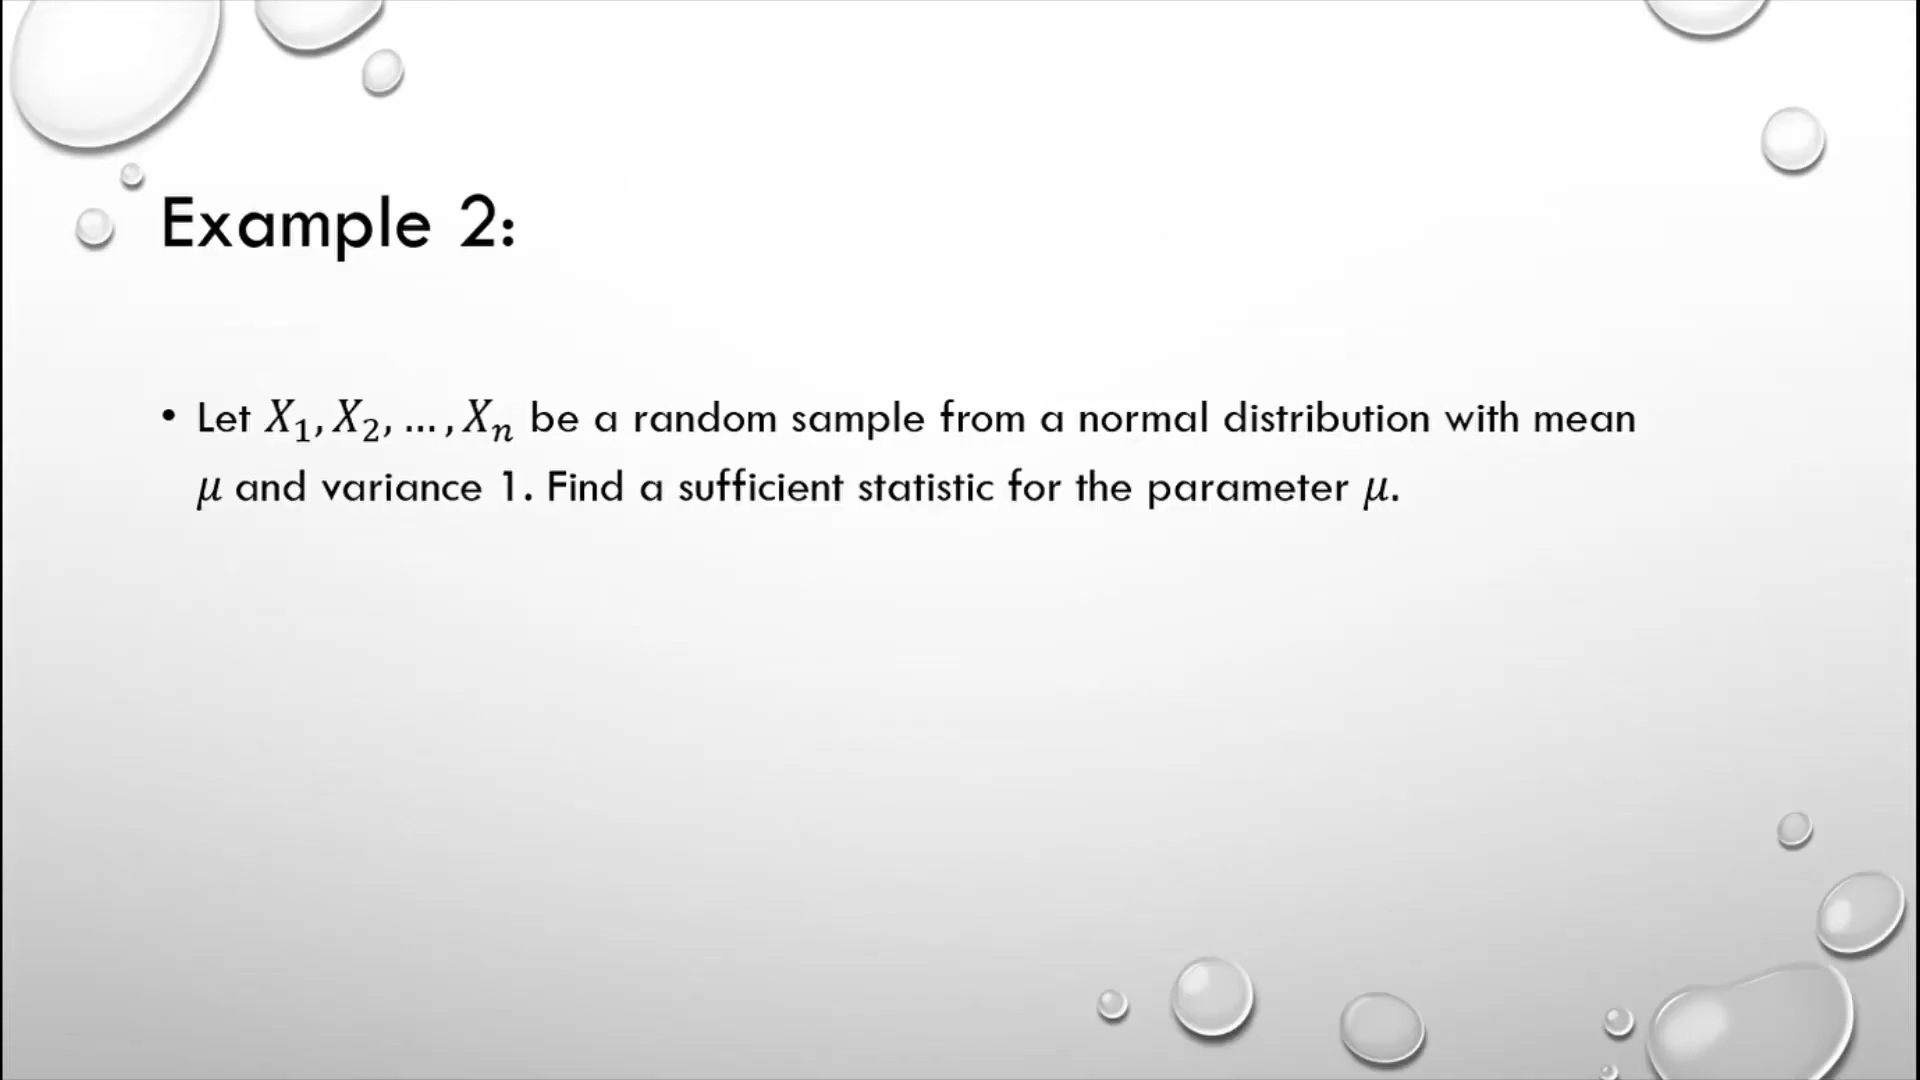 Example 2:
• Let X₁, X₂, … , Xₙ be a random sample from a normal distribution with mean
μ and variance 1. Find a sufficient statistic for the parameter μ.